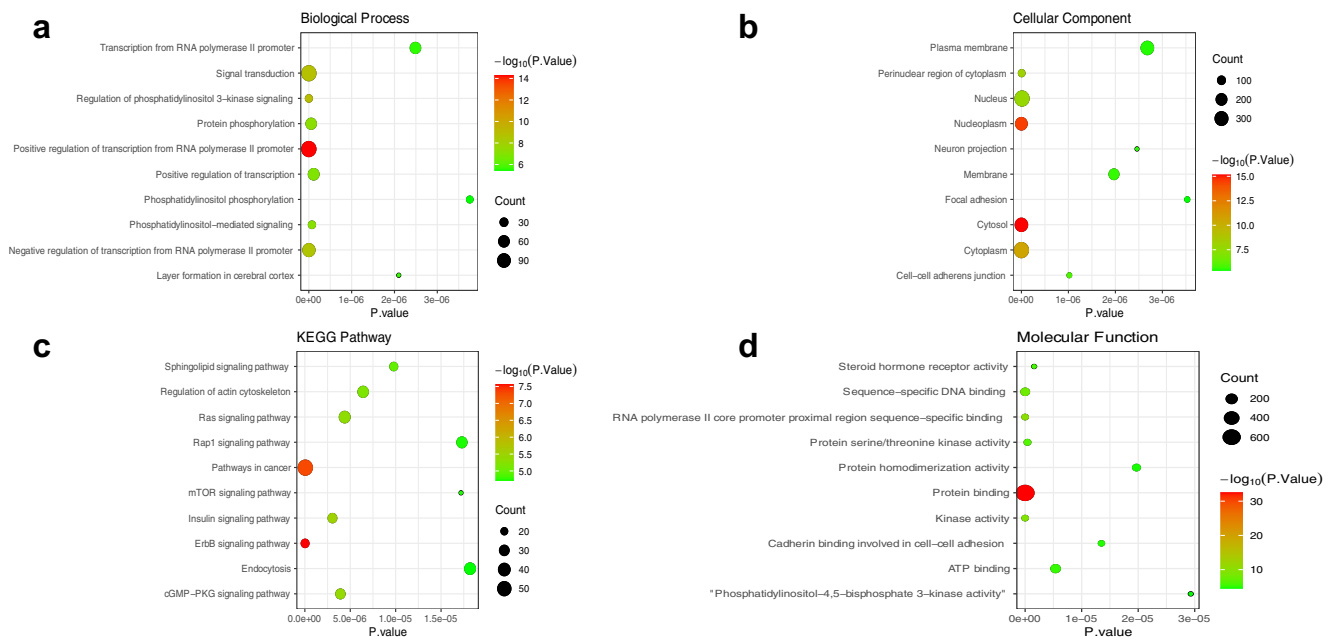 a
Biological Process
Transcription from RNA polymerase II promoter
Signal transduction
Regulation of phosphatidylinositol 3−kinase signaling
Protein phosphorylation
Positive regulation of transcription from RNA polymerase II promoter
Positive regulation of transcription
Phosphatidylinositol phosphorylation
Phosphatidylinositol−mediated signaling
Negative regulation of transcription from RNA polymerase II promoter
Layer formation in cerebral cortex
0e+00 1e−06 2e−06 3e−06
P.value
−log10(P.Value)
14
12
10
8
6
Count
30
60
90
b
Cellular Component
Plasma membrane
Perinuclear region of cytoplasm
Nucleus
Nucleoplasm
Neuron projection
Membrane
Focal adhesion
Cytosol
Cytoplasm
Cell−cell adherens junction
0e+00 1e−06 2e−06 3e−06
P.value
Count
100
200
300
−log10(P.Value)
15.0
12.5
10.0
7.5
c
KEGG Pathway
Sphingolipid signaling pathway
Regulation of actin cytoskeleton
Ras signaling pathway
Rap1 signaling pathway
Pathways in cancer
mTOR signaling pathway
Insulin signaling pathway
ErbB signaling pathway
Endocytosis
cGMP−PKG signaling pathway
0.0e+00 5.0e−06 1.0e−05 1.5e−05
P.value
−log10(P.Value)
7.5
7.0
6.5
6.0
5.5
5.0
Count
20
30
40
50
d
Molecular Function
Steroid hormone receptor activity
Sequence−specific DNA binding
RNA polymerase II core promoter proximal region sequence−specific binding
Protein serine/threonine kinase activity
Protein homodimerization activity
Protein binding
Kinase activity
Cadherin binding involved in cell−cell adhesion
ATP binding
"Phosphatidylinositol−4,5−bisphosphate 3−kinase activity"
0e+00 1e−05 2e−05 3e−05
P.value
Count
200
400
600
−log10(P.Value)
30
20
10